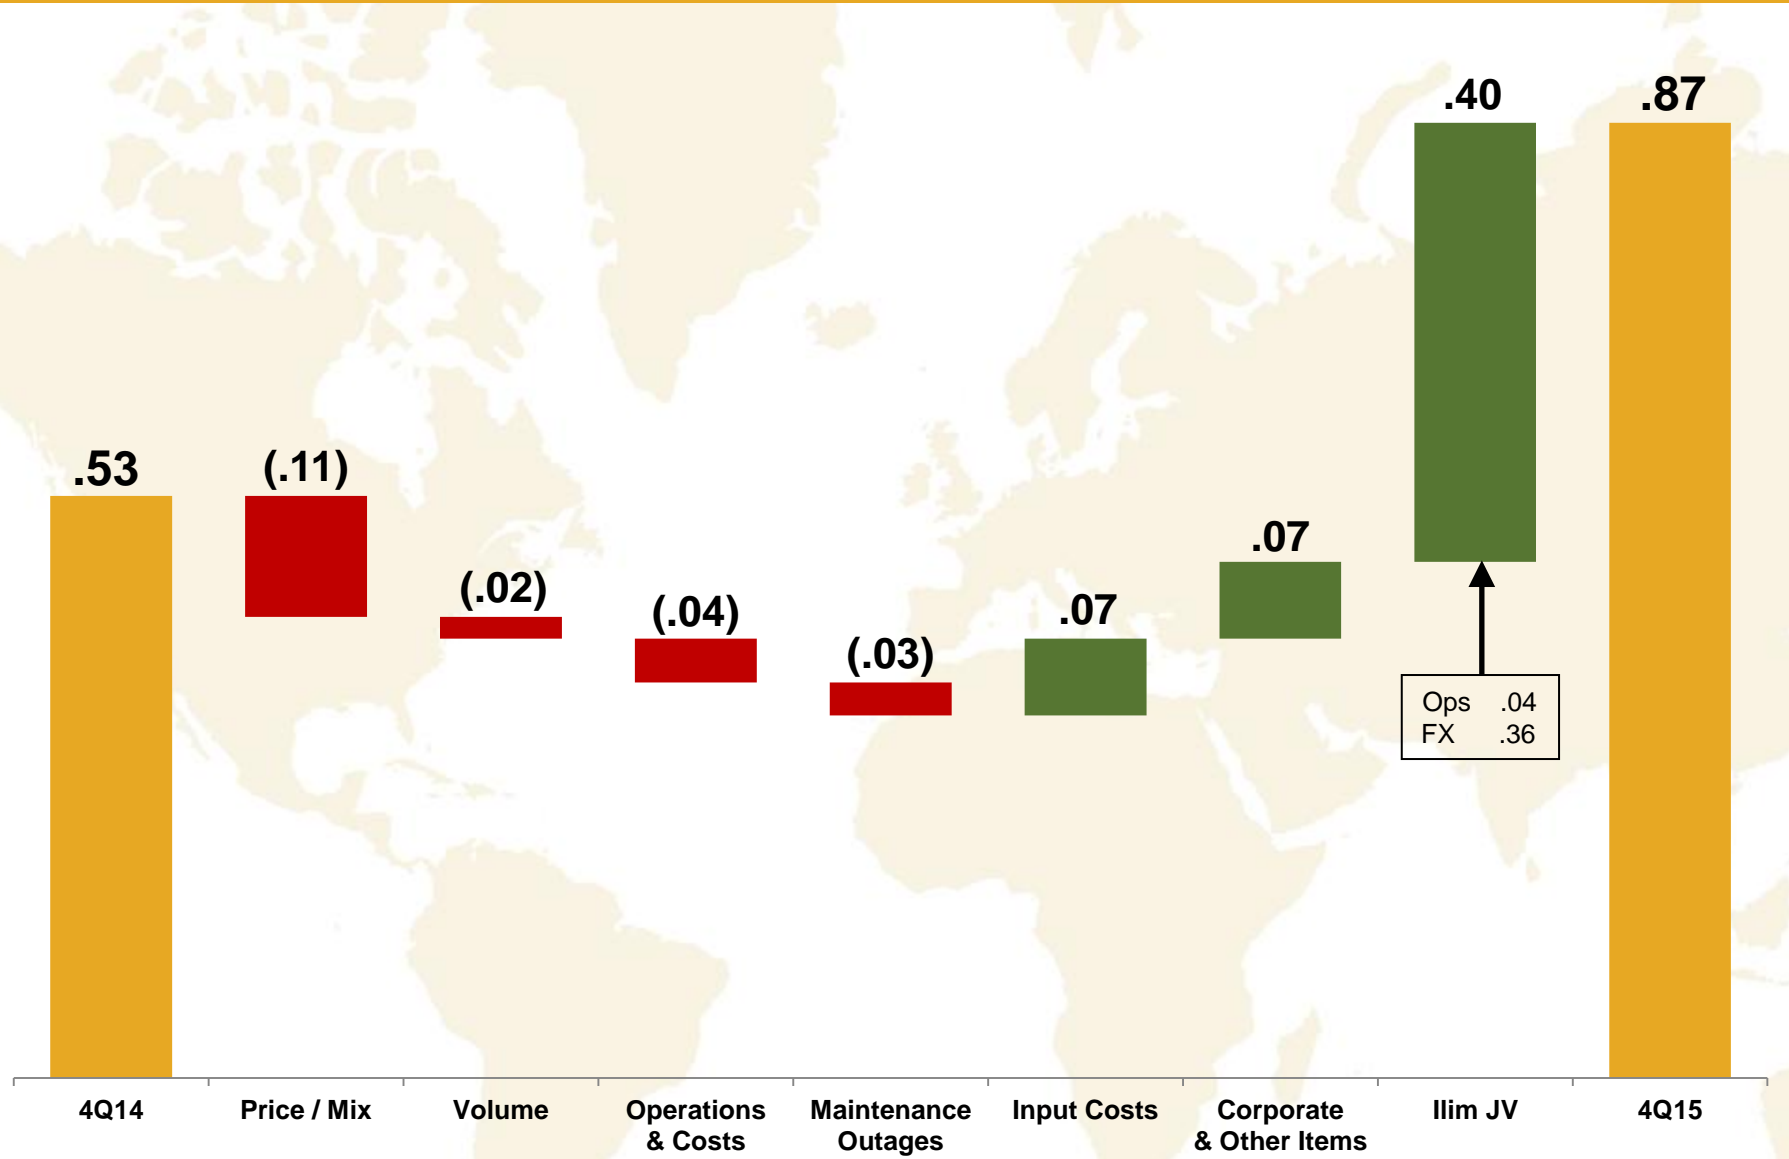 .53
(.11)
(.02)
(.04)
(.03)
.07
.07
.40
.87
Ops .04
FX .36
4Q14
Price / Mix
Volume
Operations
& Costs
Maintenance
Outages
Input Costs
Corporate
& Other Items
Ilim JV
4Q15